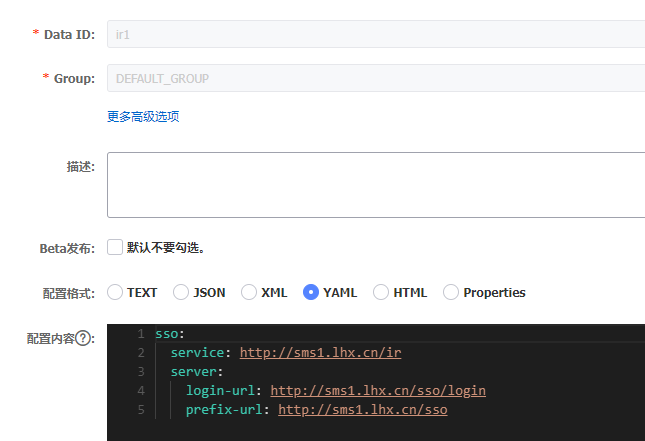 * Data ID: ir1
* Group: DEFAULT_GROUP
更多高级选项
描述:
Beta发布: 默认不要勾选。
配置格式: TEXT JSON XML YAML HTML Properties
配置内容?: 1 sso:
2 service: http://sms1.lhx.cn/ir
3 server:
4 login-url: http://sms1.lhx.cn/sso/login
5 prefix-url: http://sms1.lhx.cn/sso